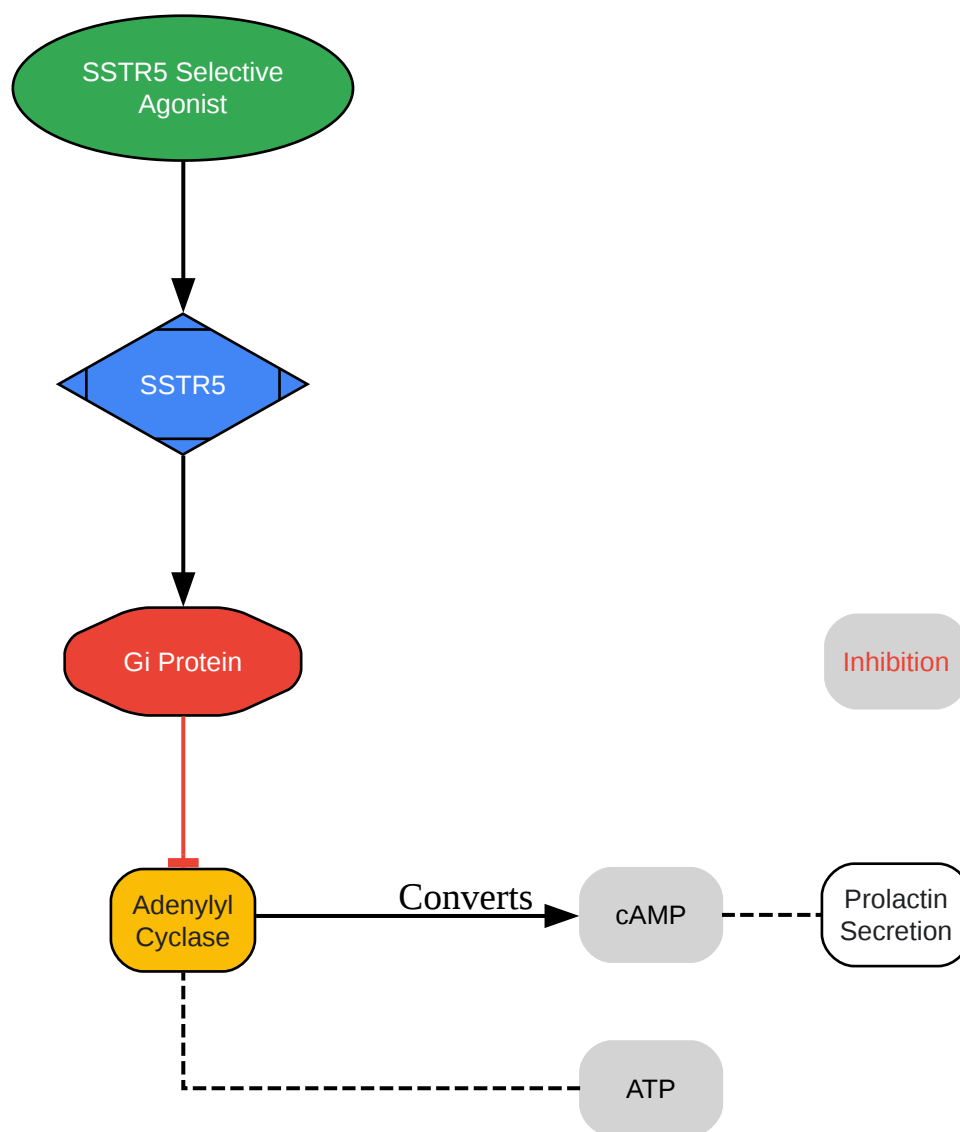 SSTR5 Selective
Agonist
SSTR5
Gi Protein
Inhibition
Adenylyl
Cyclase
Converts
cAMP
Prolactin
Secretion
ATP